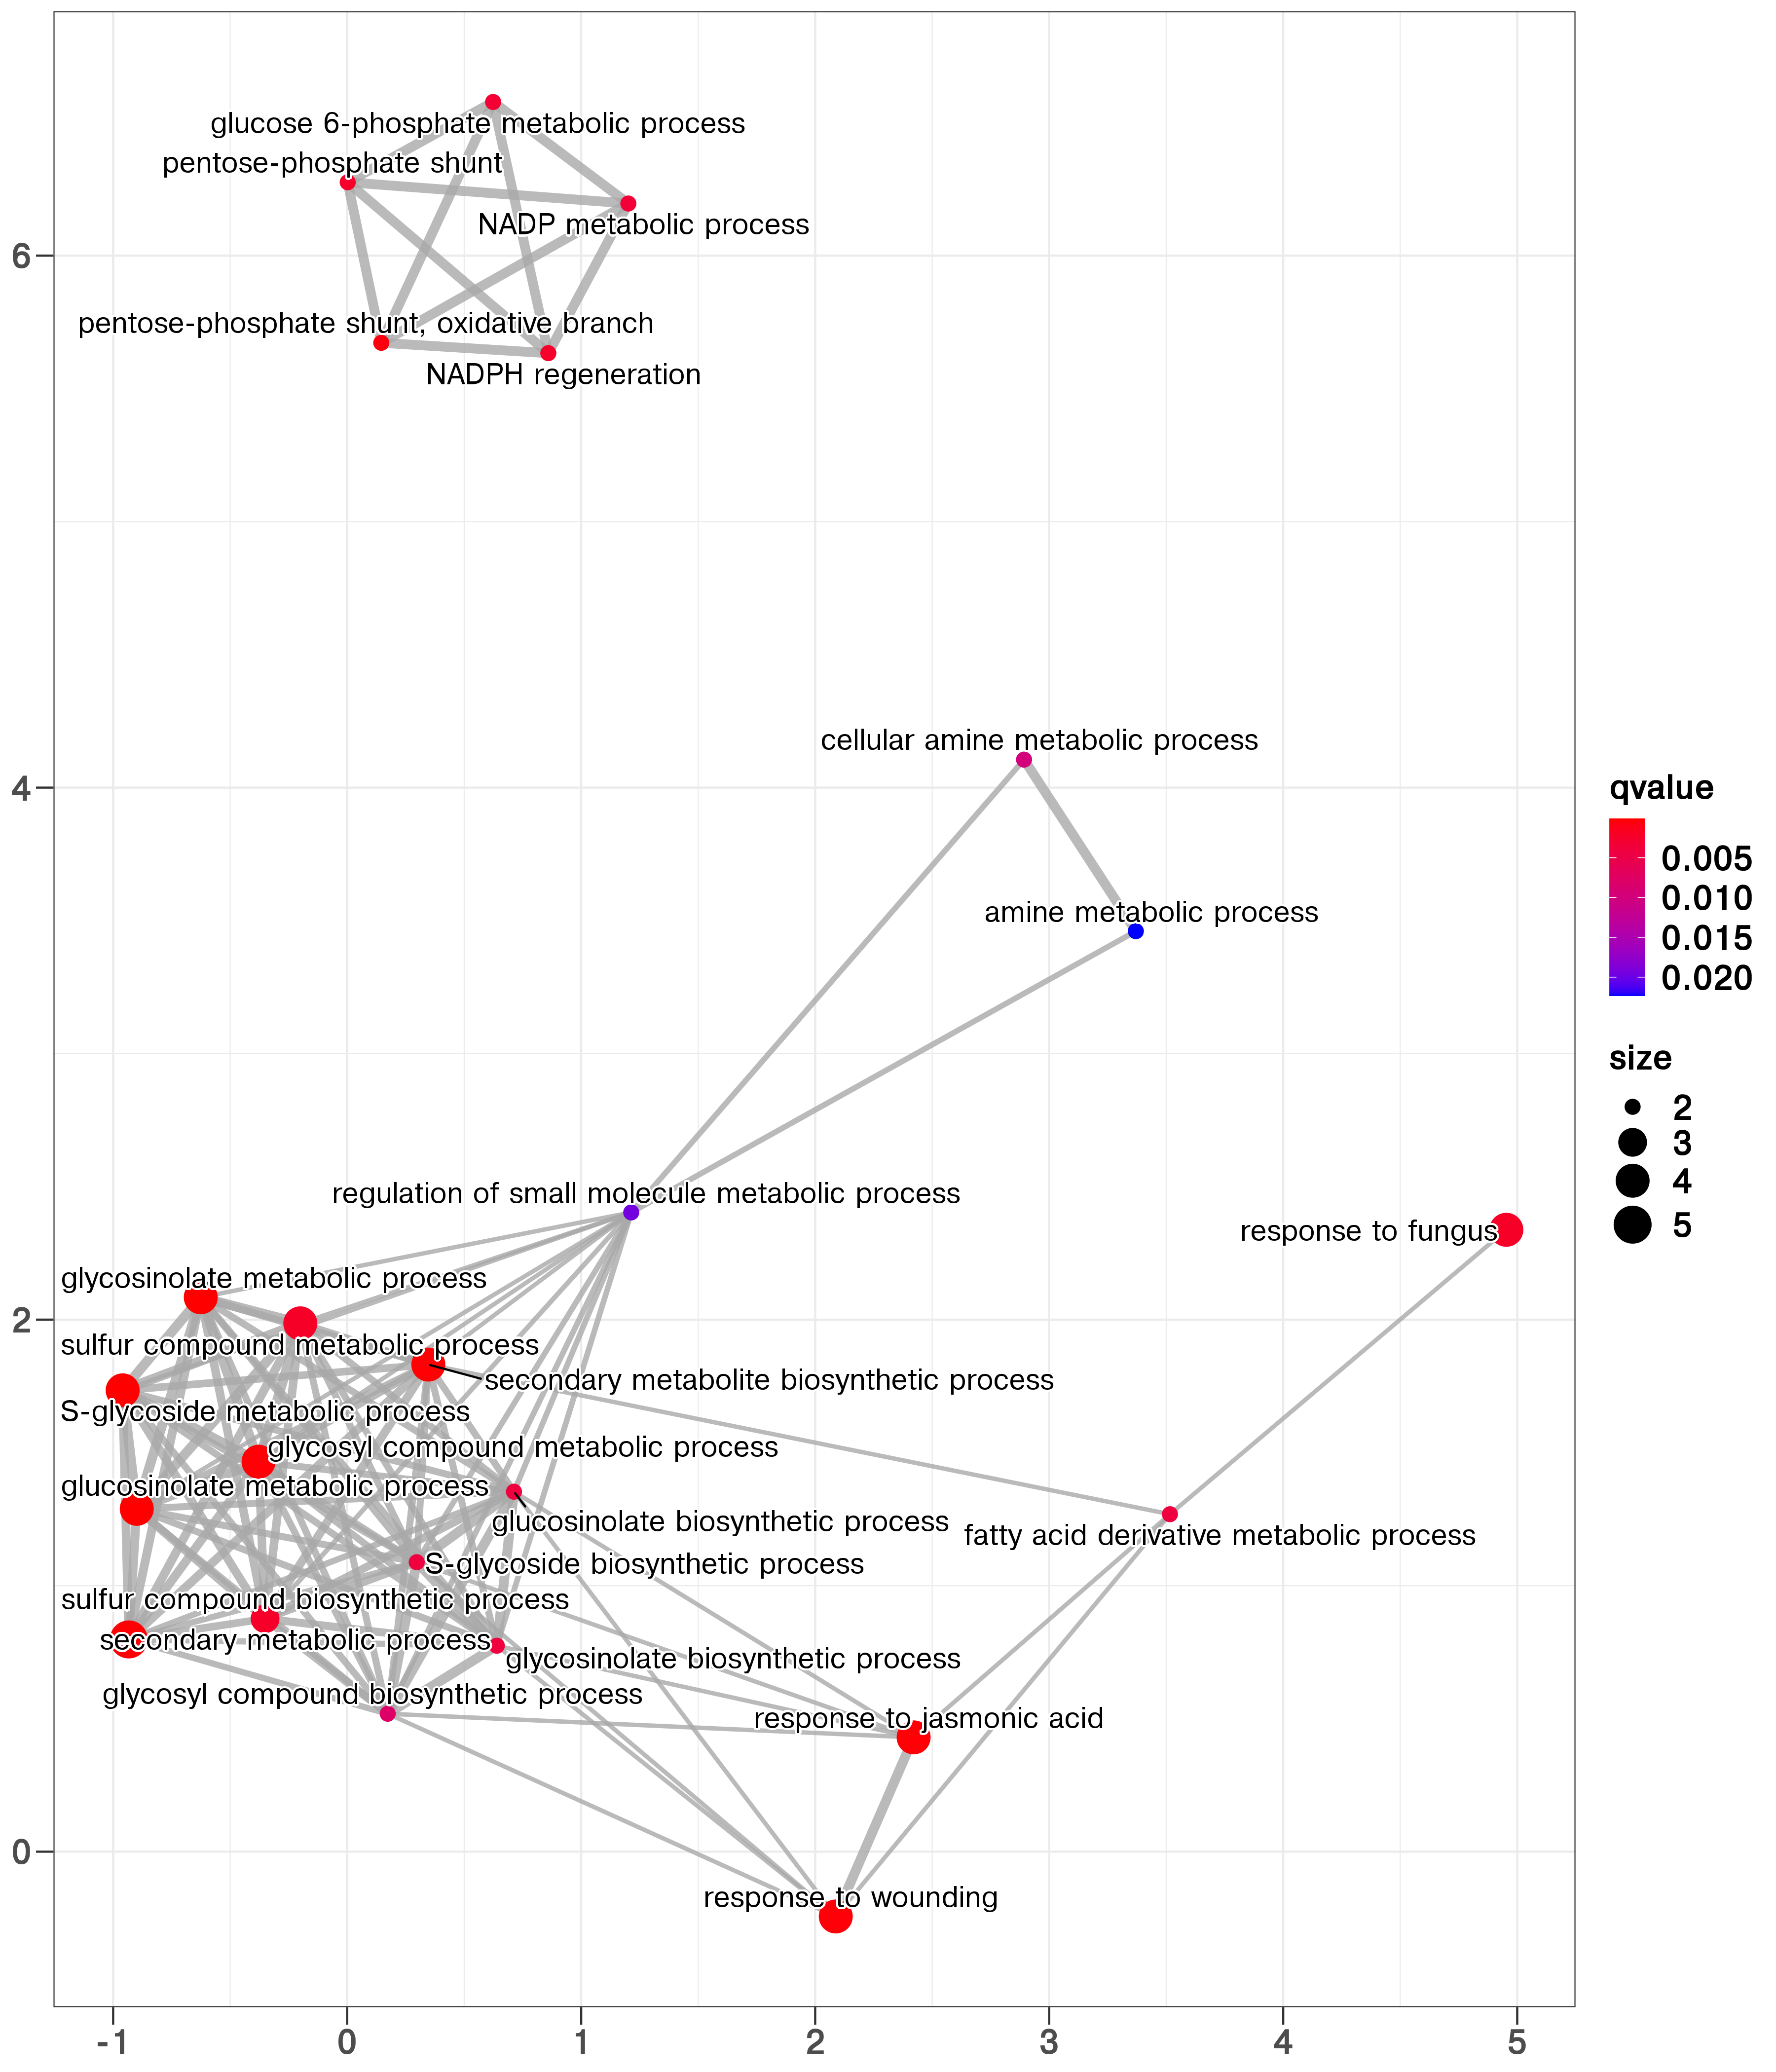 glucose 6-phosphate metabolic process
pentose-phosphate shunt
NADP metabolic process
6
pentose-phosphate shunt, oxidative branch
NADPH regeneration
cellular amine metabolic process
4
amine metabolic process
regulation of small molecule metabolic process
response to fungus
glycosinolate metabolic process
2
sulfur compound metabolic process
secondary metabolite biosynthetic process
S-glycoside metabolic process
glycosyl compound metabolic process
glucosinolate metabolic process
glucosinolate biosynthetic process
fatty acid derivative metabolic process
S-glycoside biosynthetic process
sulfur compound biosynthetic process
secondary metabolic process
glycosinolate biosynthetic process
glycosyl compound biosynthetic process
response to jasmonic acid
0
response to wounding
-1 0 1 2 3 4 5
qvalue
0.005
0.010
0.015
0.020
size
2
3
4
5